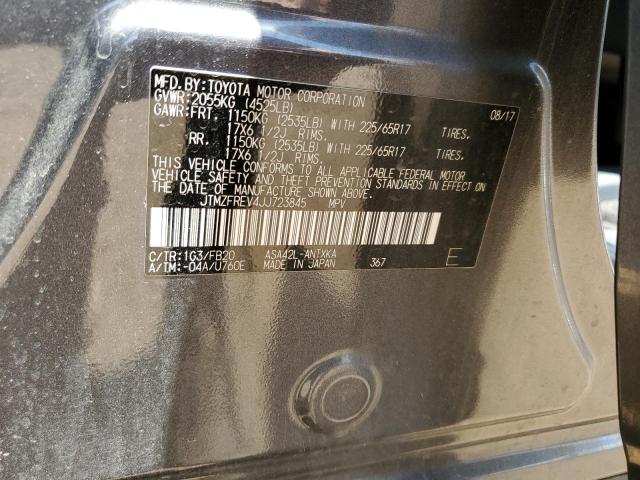 MFD.BY:TOYOTA MOTOR CORPORATION 08/17
GVWR:2055KG (4525LB)
GAWR:FRT. 1150KG (2535LB) WITH 225/65R17 TIRES.
17X6 1/2J RIMS.
RR. 1150KG (2535LB) WITH 225/65R17 TIRES.
17X6 1/2J RIMS.
THIS VEHICLE CONFORMS TO ALL APPLICABLE FEDERAL MOTOR
VEHICLE SAFETY AND THEFT PREVENTION STANDARDS IN EFFECT ON
THE DATE OF MANUFACTURE SHOWN ABOVE.
JTMZFREV4JJ723845 MPV
C/TR:1G3/FB20 ASA42L-ANTXKA
A/TM:-04A/U760E MADE IN JAPAN 367 E